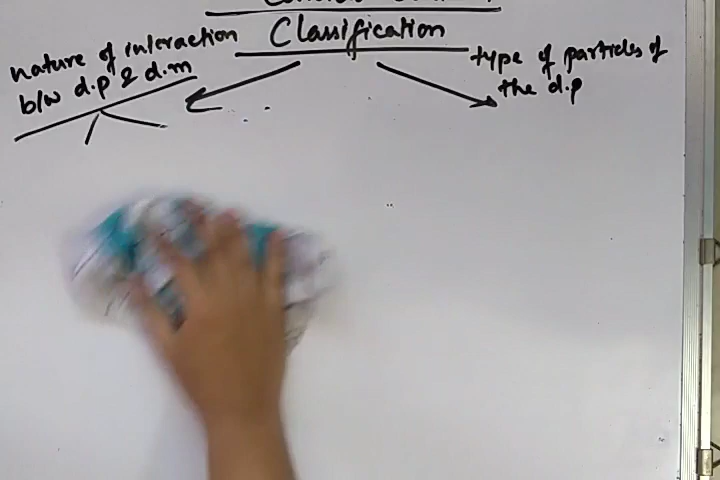 Classification
nature of interaction
b/w d.p & d.m
type of particles of
the d.p